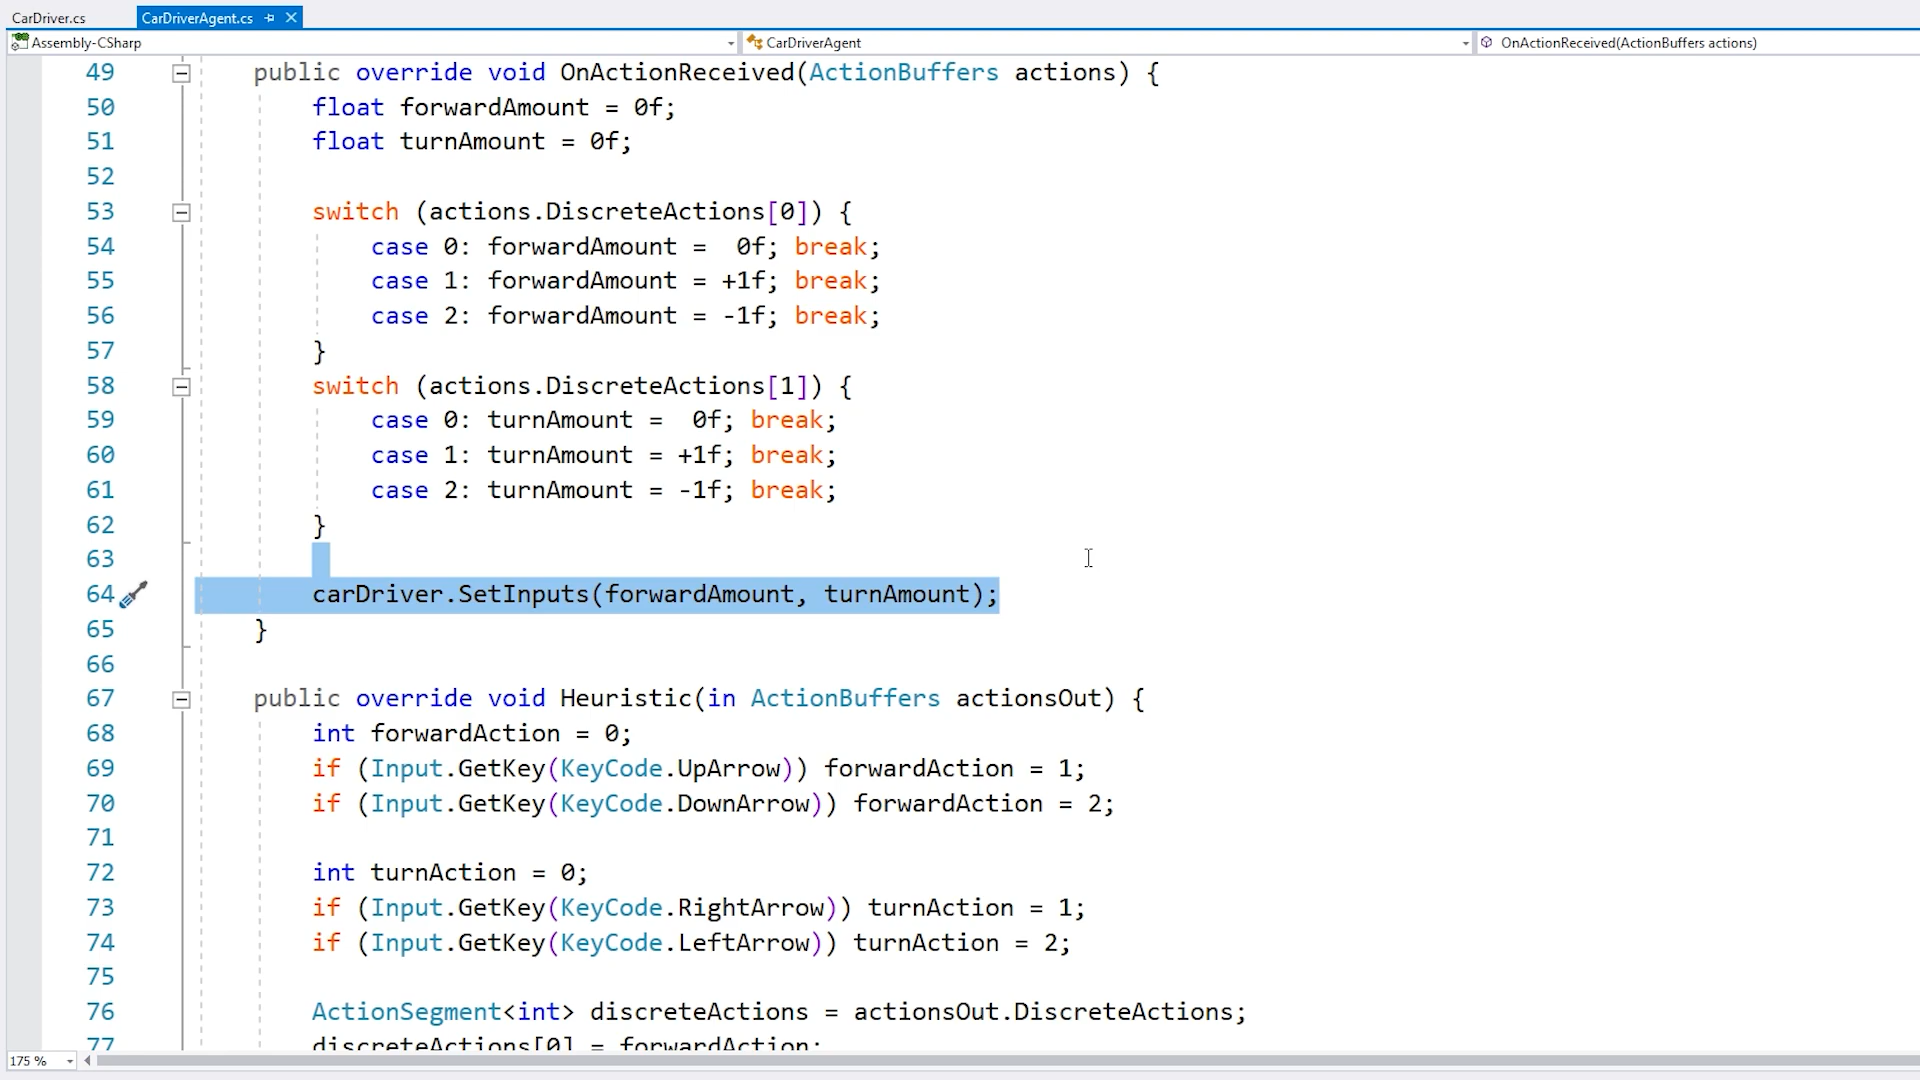 CarDriver.cs CarDriverAgent.cs
Assembly-CSharp CarDriverAgent OnActionReceived(ActionBuffers actions)
49 public override void OnActionReceived(ActionBuffers actions) {
50 float forwardAmount = 0f;
51 float turnAmount = 0f;
52
53 switch (actions.DiscreteActions[0]) {
54 case 0: forwardAmount =  0f; break;
55 case 1: forwardAmount = +1f; break;
56 case 2: forwardAmount = -1f; break;
57 }
58 switch (actions.DiscreteActions[1]) {
59 case 0: turnAmount =  0f; break;
60 case 1: turnAmount = +1f; break;
61 case 2: turnAmount = -1f; break;
62 }
63
64 carDriver.SetInputs(forwardAmount, turnAmount);
65 }
66
67 public override void Heuristic(in ActionBuffers actionsOut) {
68 int forwardAction = 0;
69 if (Input.GetKey(KeyCode.UpArrow)) forwardAction = 1;
70 if (Input.GetKey(KeyCode.DownArrow)) forwardAction = 2;
71
72 int turnAction = 0;
73 if (Input.GetKey(KeyCode.RightArrow)) turnAction = 1;
74 if (Input.GetKey(KeyCode.LeftArrow)) turnAction = 2;
75
76 ActionSegment<int> discreteActions = actionsOut.DiscreteActions;
77 discreteActions[0] = forwardAction;
175 %